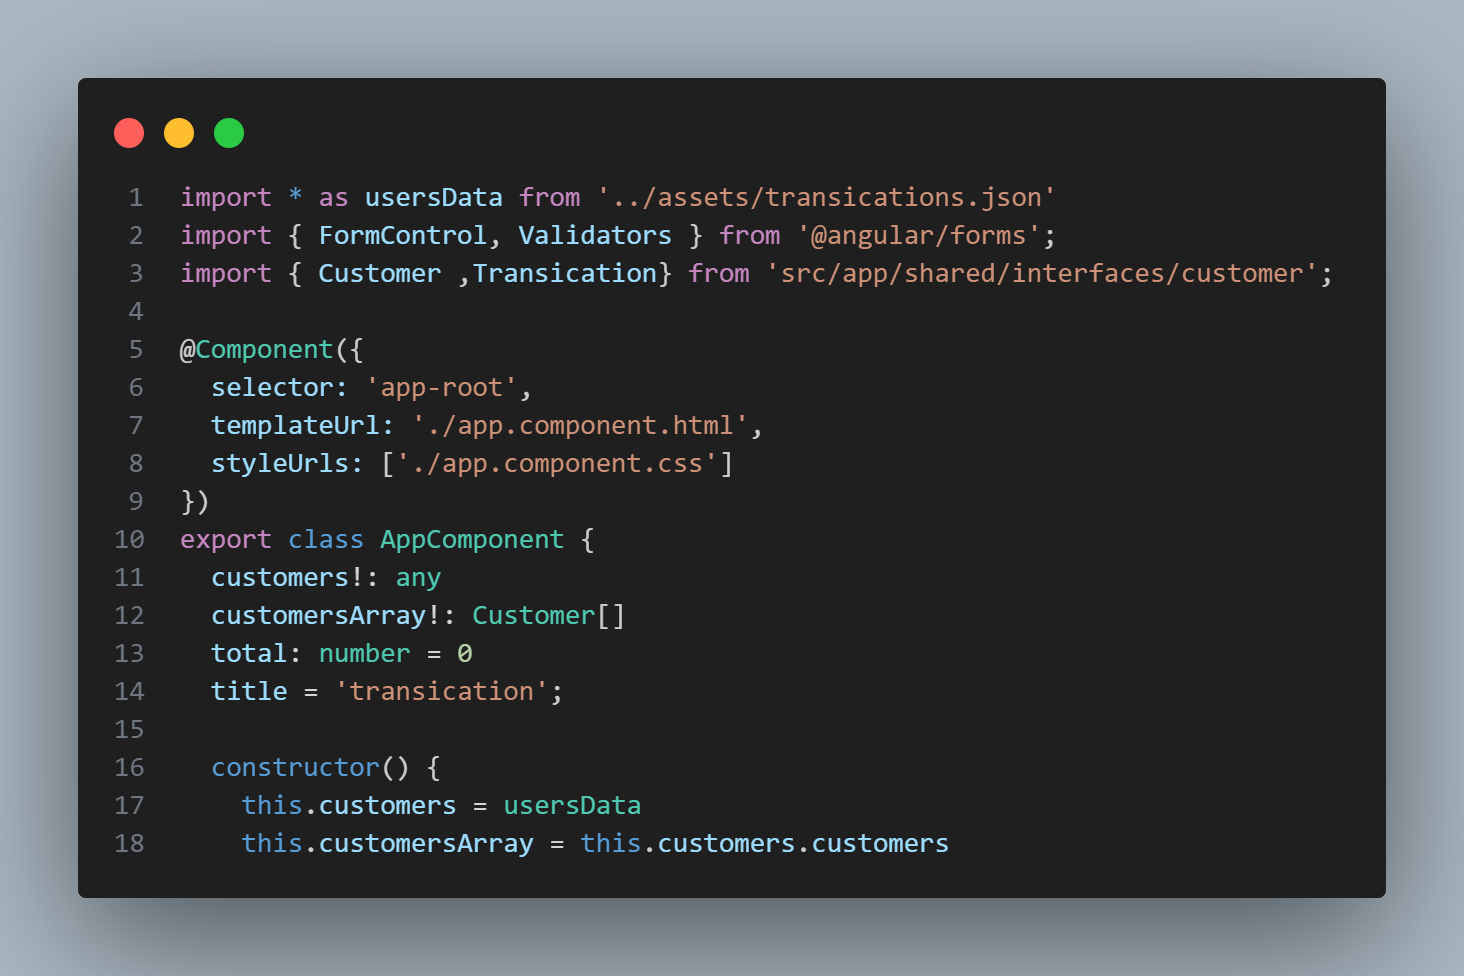 1 import * as usersData from '../assets/transications.json'
2 import { FormControl, Validators } from '@angular/forms';
3 import { Customer ,Transication} from 'src/app/shared/interfaces/customer';
4
5 @Component({
6   selector: 'app-root',
7   templateUrl: './app.component.html',
8   styleUrls: ['./app.component.css']
9 })
10 export class AppComponent {
11   customers!: any
12   customersArray!: Customer[]
13   total: number = 0
14   title = 'transication';
15
16   constructor() {
17     this.customers = usersData
18     this.customersArray = this.customers.customers